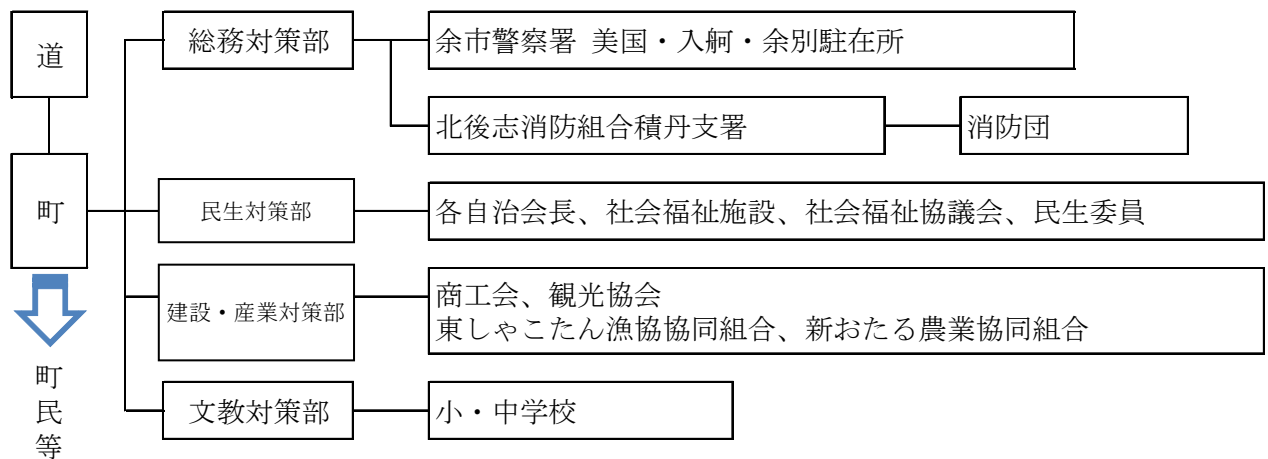 道
総務対策部
余市警察署 美国・入舸・余別駐在所
北後志消防組合積丹支署
消防団
町
民生対策部
各自治会長、社会福祉施設、社会福祉協議会、民生委員
建設・産業対策部
商工会、観光協会
東しゃこたん漁協協同組合、新おたる農業協同組合
文教対策部
小・中学校
町民等